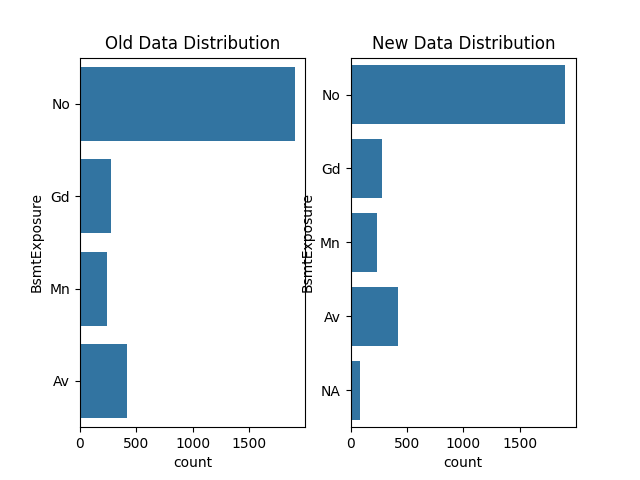 Old Data Distribution
BsmtExposure
No
Gd
Mn
Av
0 500 1000 1500
count
New Data Distribution
BsmtExposure
No
Gd
Mn
Av
NA
0 500 1000 1500
count